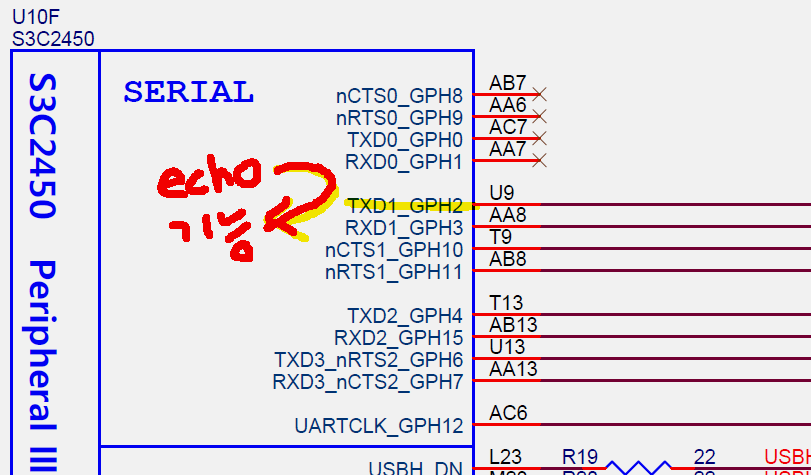 U10F
S3C2450
S3C2450 Peripheral III
SERIAL
nCTS0_GPH8 AB7
nRTS0_GPH9 AA6
TXD0_GPH0 AC7
RXD0_GPH1 AA7
echo
기능
TXD1_GPH2 U9
RXD1_GPH3 AA8
nCTS1_GPH10 T9
nRTS1_GPH11 AB8
TXD2_GPH4 T13
RXD2_GPH15 AB13
TXD3_nRTS2_GPH6 U13
RXD3_nCTS2_GPH7 AA13
UARTCLK_GPH12 AC6
USBH_DN L23 R19 22